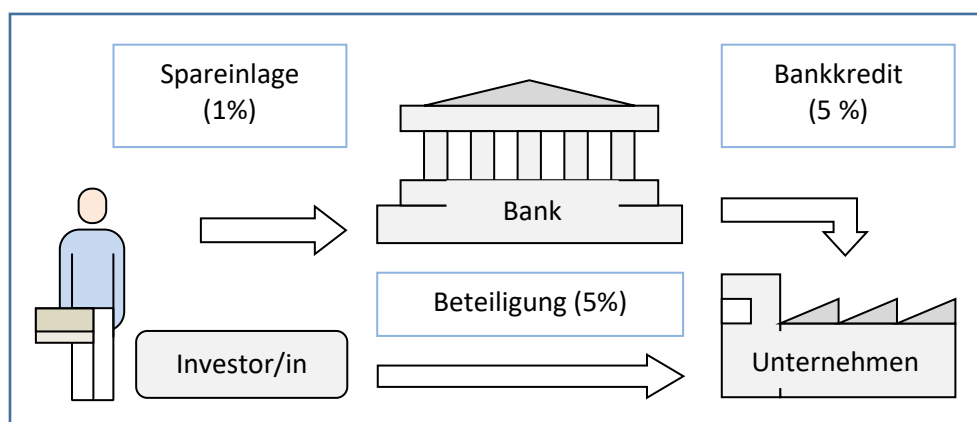 Spareinlage
(1%)
Bankkredit
(5 %)
Bank
Beteiligung (5%)
Investor/in
Unternehmen